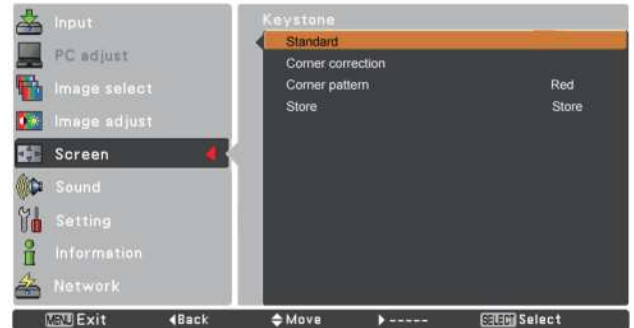 Input
PC adjust
Image select
Image adjust
Screen
Sound
Setting
Information
Network
Keystone
Standard
Corner correction
Corner pattern Red
Store Store
MENU Exit Back Move ----- SELECT Select